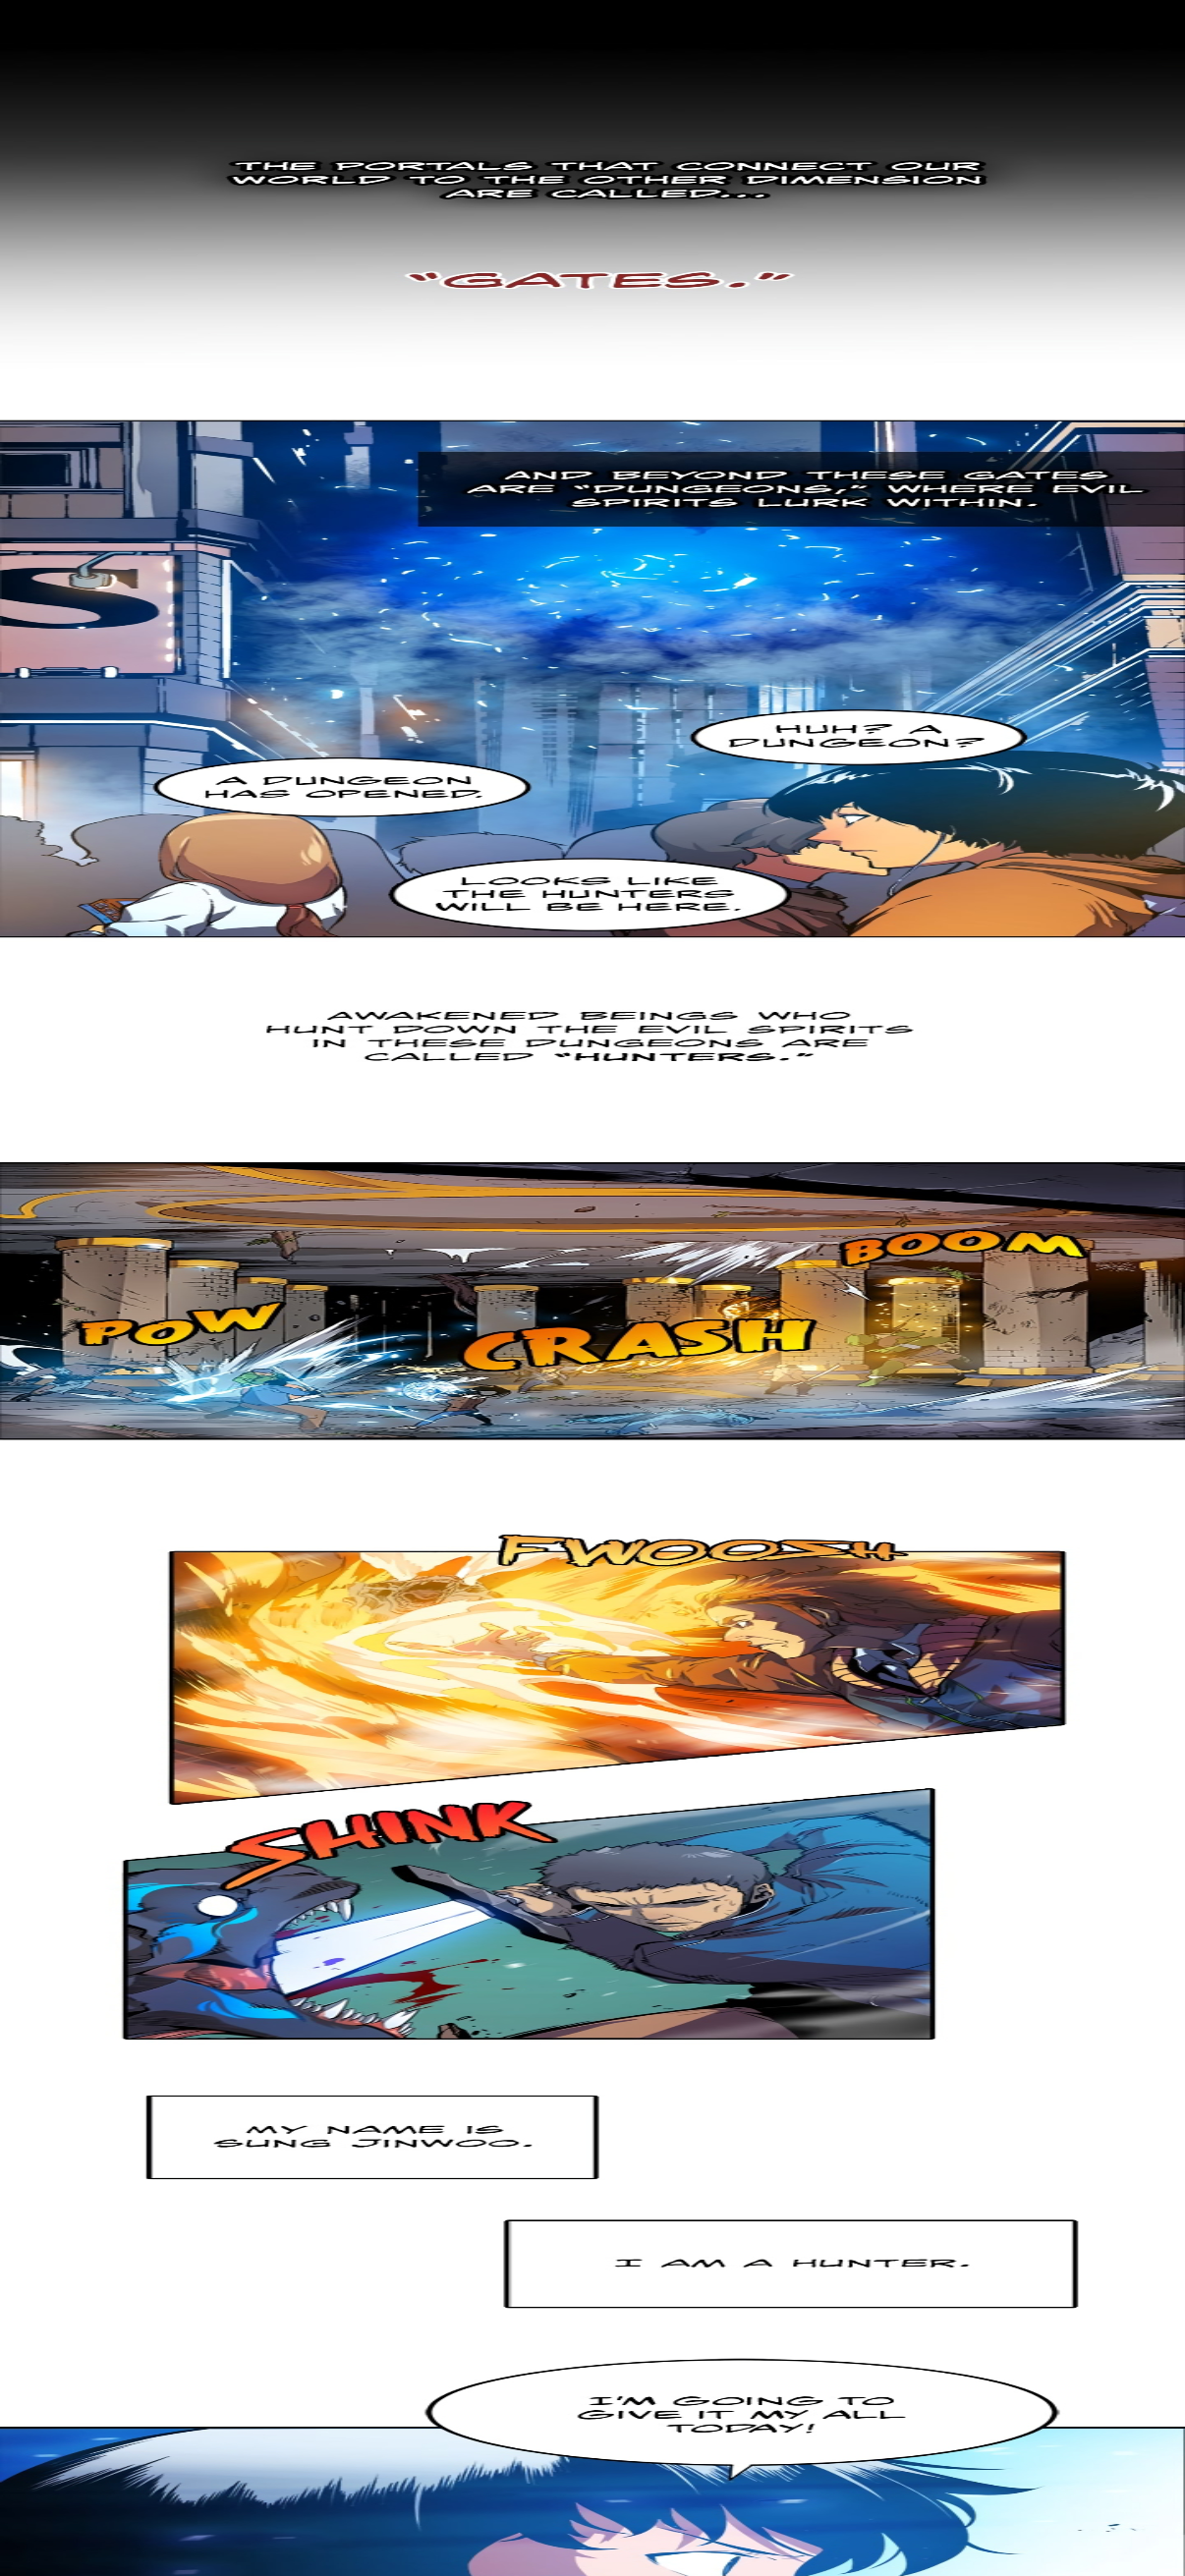 THE PORTALS THAT CONNECT OUR
WORLD TO THE OTHER DIMENSION
ARE CALLED...
"GATES."
AND BEYOND THESE GATES
ARE "DUNGEONS," WHERE EVIL
SPIRITS LURK WITHIN.
S
HUH? A
DUNGEON?
A DUNGEON
HAS OPENED.
LOOKS LIKE
THE HUNTERS
WILL BE HERE.
AWAKENED BEINGS WHO
HUNT DOWN THE EVIL SPIRITS
IN THESE DUNGEONS ARE
CALLED "HUNTERS."
BOOM
POW
CRASH
FWOOSH
SHINK
MY NAME IS
SUNG JINWOO.
I AM A HUNTER.
I'M GOING TO
GIVE IT MY ALL
TODAY!